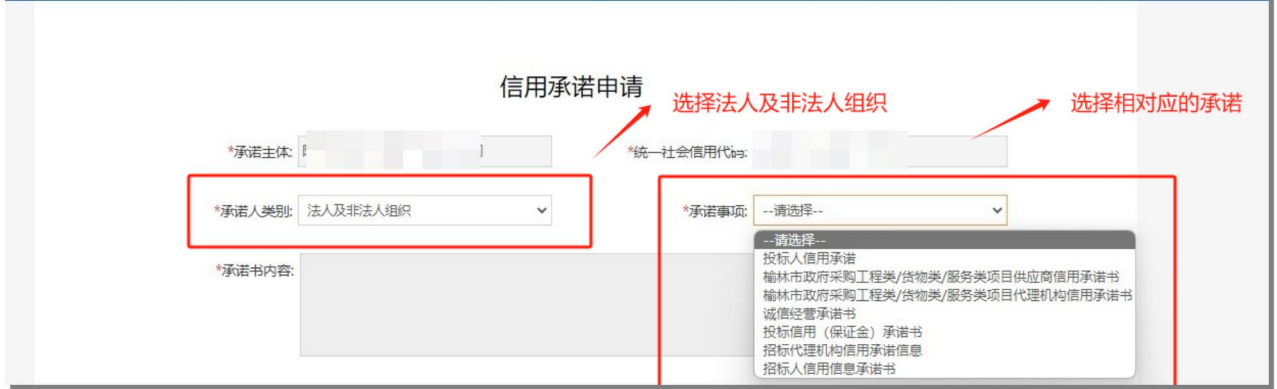 信用承诺申请
选择法人及非法人组织
选择相对应的承诺
*承诺主体:
*统一社会信用代码:
*承诺人类别: 法人及非法人组织
*承诺事项: --请选择--
--请选择--
投标人信用承诺
榆林市政府采购工程类/货物类/服务类项目供应商信用承诺书
榆林市政府采购工程类/货物类/服务类项目代理机构信用承诺书
诚信经营承诺书
投标信用（保证金）承诺书
招标代理机构信用承诺信息
招标人信用信息承诺书
*承诺书内容: